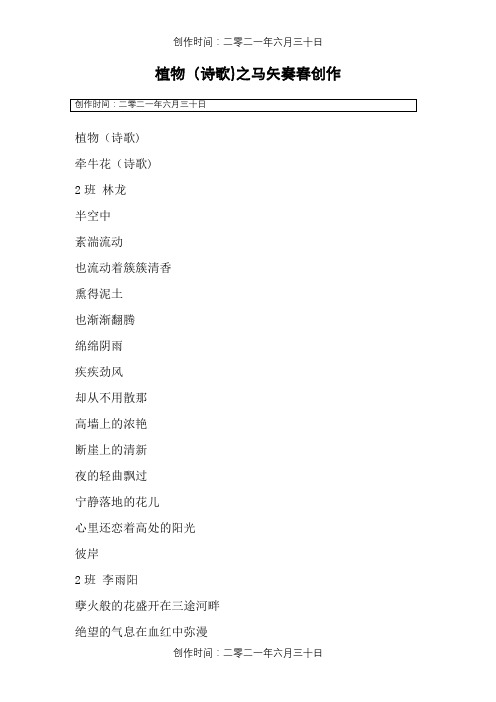 创作时间：二零二一年六月三十日
植物（诗歌)之马矢奏春创作
创作时间：二零二一年六月三十日
植物（诗歌)
牵牛花（诗歌)
2班 林龙
半空中
素湍流动
也流动着簇簇清香
熏得泥土
也渐渐翻腾
绵绵阴雨
疾疾劲风
却从不用散那
高墙上的浓艳
断崖上的清新
夜的轻曲飘过
宁静落地的花儿
心里还恋着高处的阳光
彼岸
2班 李雨阳
孽火般的花盛开在三途河畔
绝望的气息在血红中弥漫
创作时间：二零二一年六月三十日